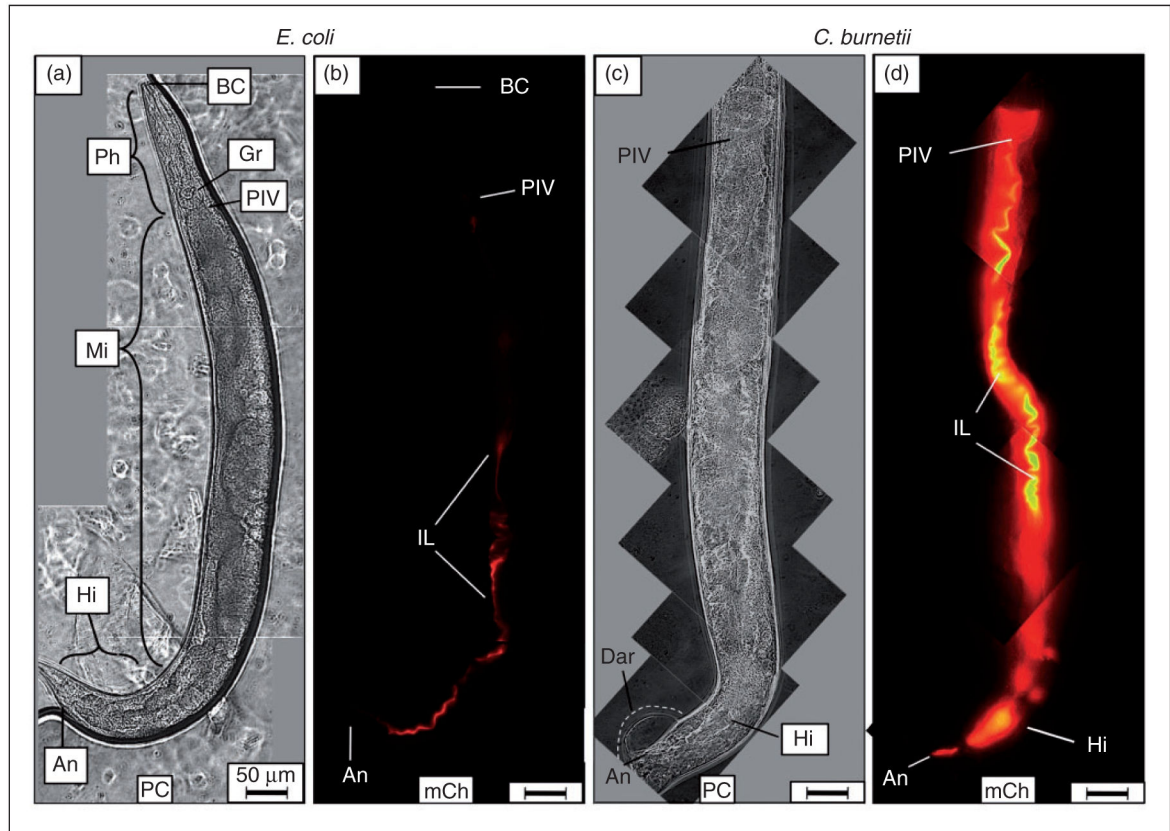 E. coli
C. burnetii
(a)
BC
Ph
Gr
PIV
Mi
Hi
An
PC
50 μm
(b)
BC
PIV
IL
An
mCh
(c)
PIV
Dar
An
Hi
PC
(d)
PIV
IL
Hi
An
mCh